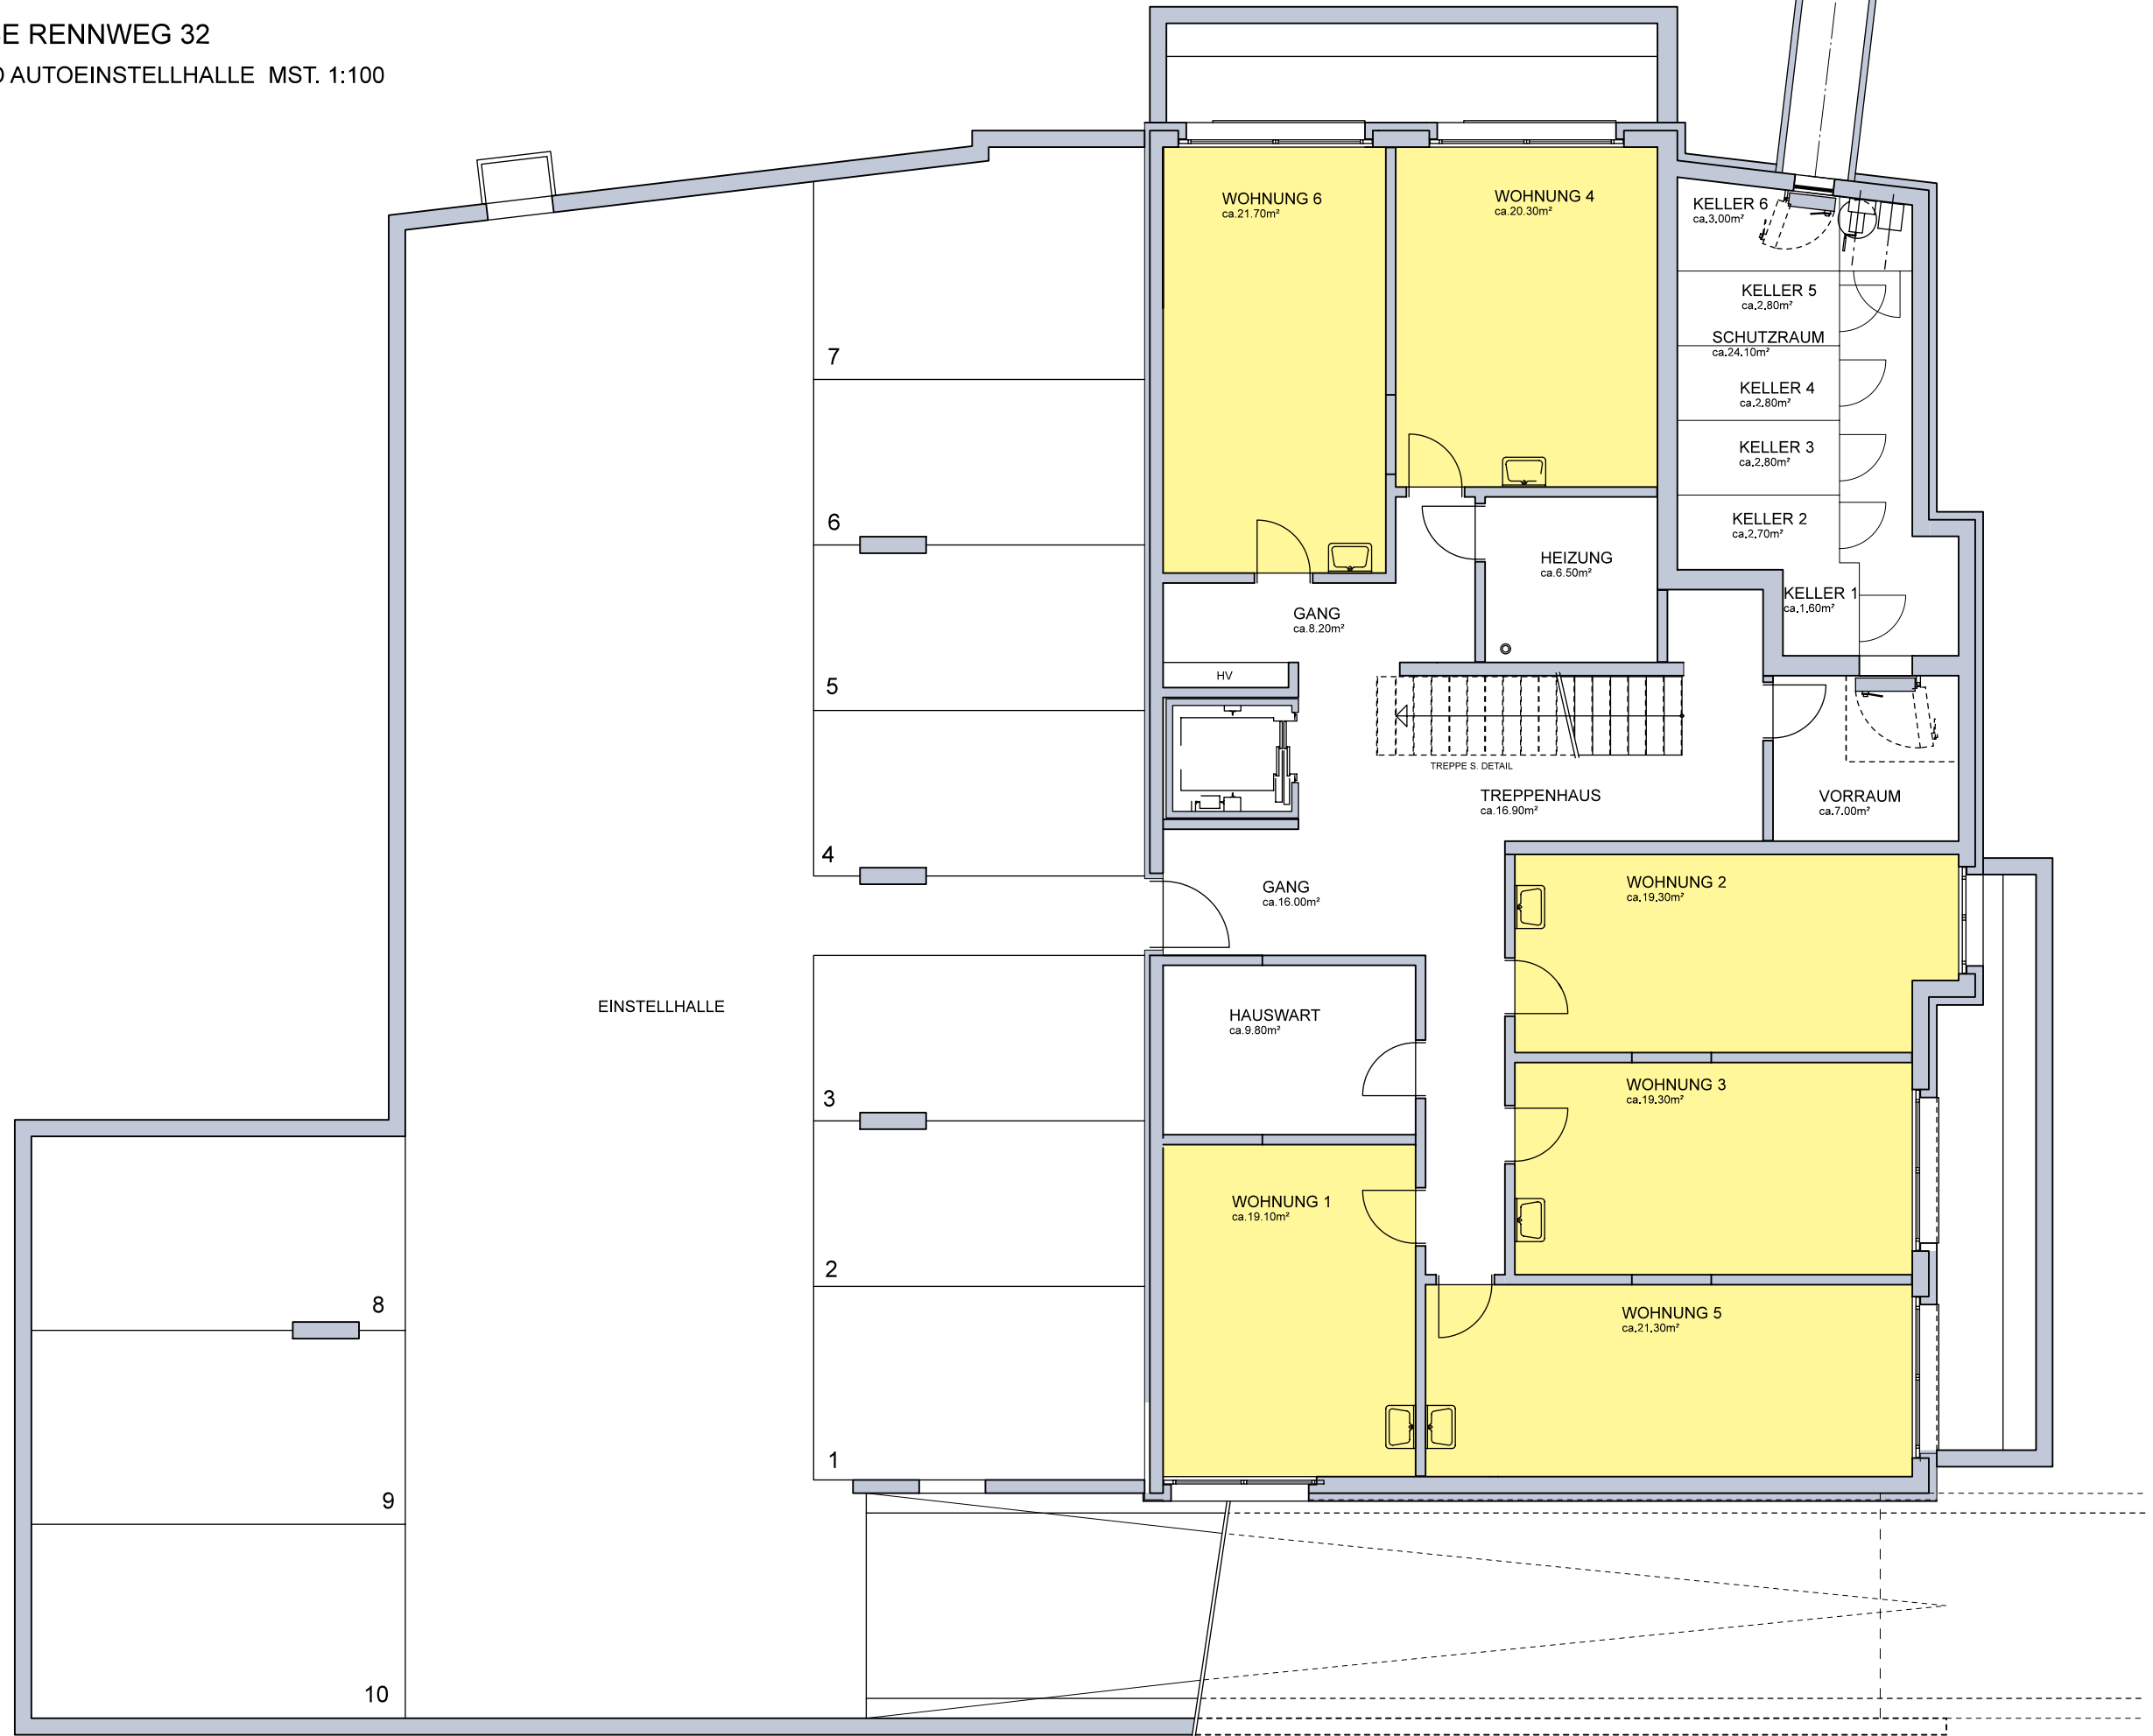 E RENNWEG 32
AUTOEINSTELLHALLE MST. 1:100
WOHNUNG 6
ca.21.70m²
WOHNUNG 4
ca.20.30m²
KELLER 6
ca.3.00m²
KELLER 5
ca.2.80m²
SCHUTZRAUM
ca.24.10m²
KELLER 4
ca.2.80m²
KELLER 3
ca.2.80m²
KELLER 2
ca.2.70m²
KELLER 1
ca.1.60m²
HEIZUNG
ca.6.50m²
GANG
ca.8.20m²
HV
TREPPE S. DETAIL
TREPPENHAUS
ca.16.90m²
VORRAUM
ca.7.00m²
GANG
ca.16.00m²
WOHNUNG 2
ca.19.30m²
HAUSWART
ca.9.80m²
WOHNUNG 3
ca.19.30m²
WOHNUNG 1
ca.19.10m²
WOHNUNG 5
ca.21.30m²
EINSTELLHALLE
7
6
5
4
3
2
1
8
9
10